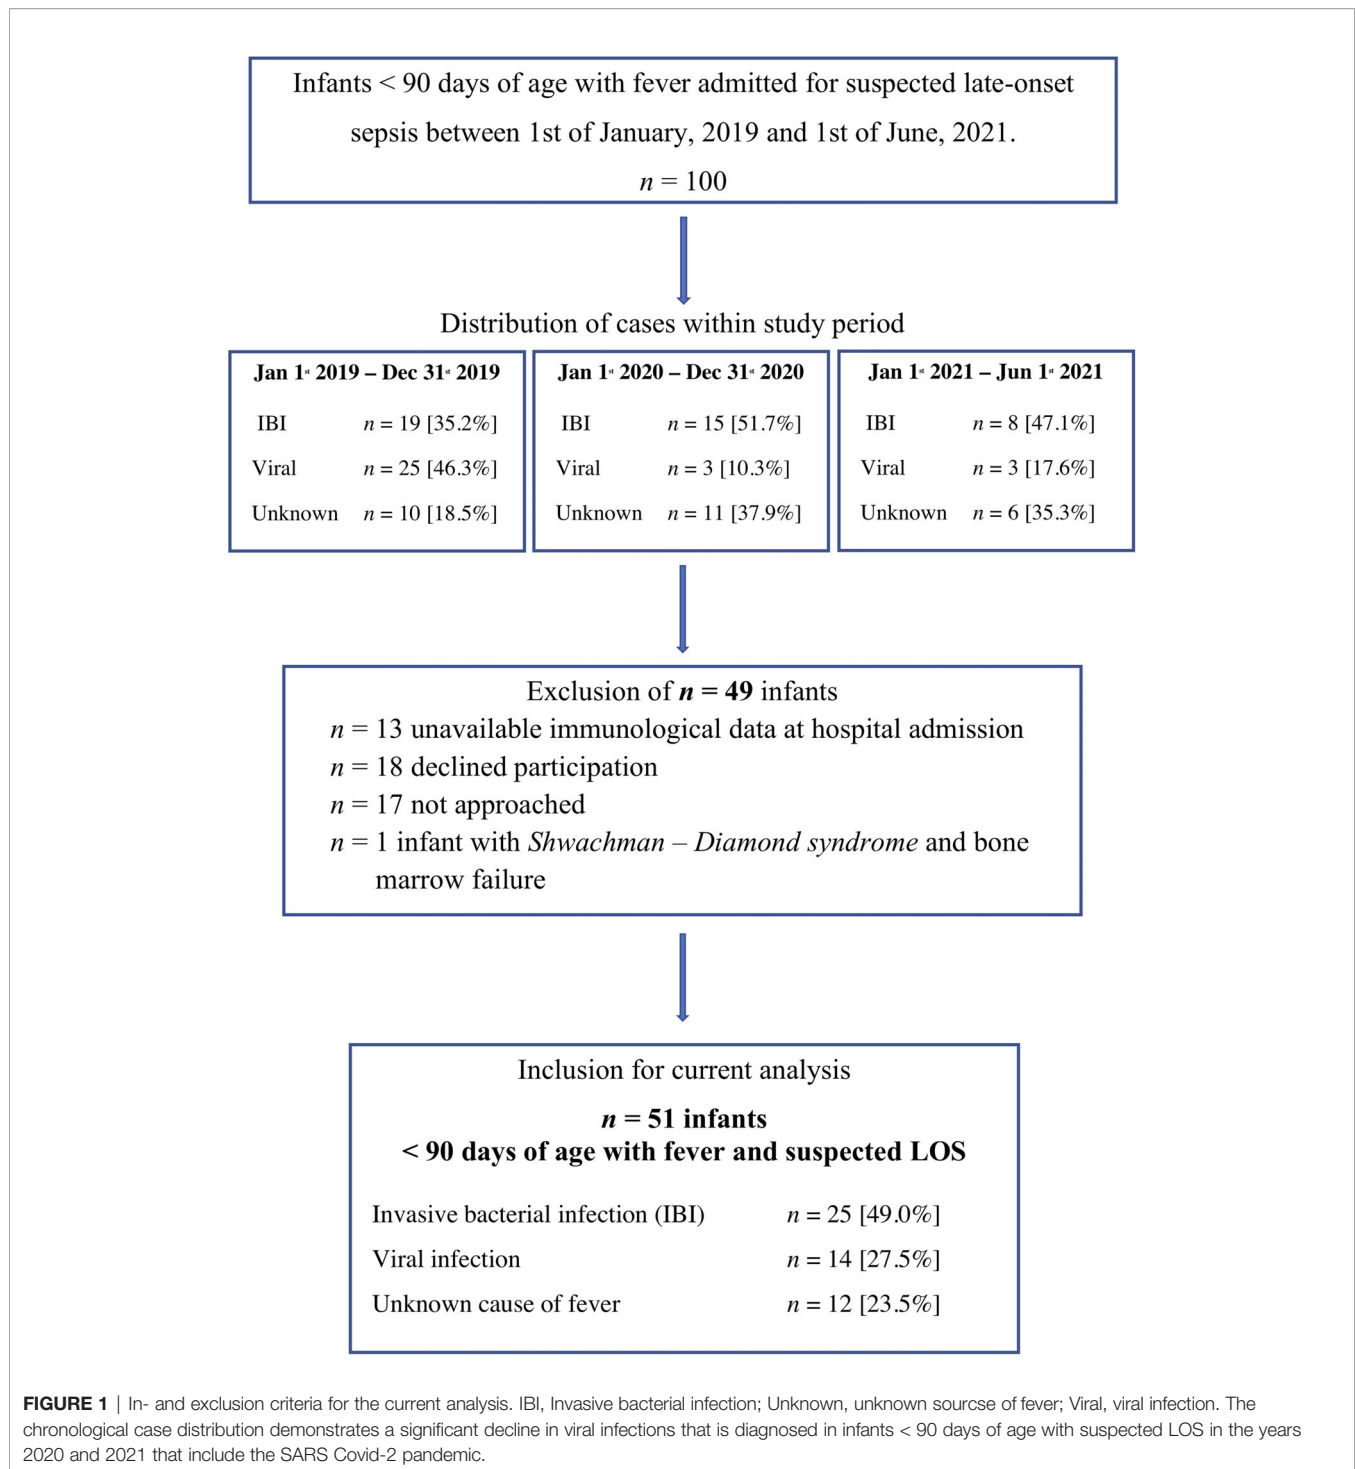 Infants < 90 days of age with fever admitted for suspected late-onset
sepsis between 1st of January, 2019 and 1st of June, 2021.
n = 100
Distribution of cases within study period
Jan 1st 2019 – Dec 31st 2019
IBI n = 19 [35.2%]
Viral n = 25 [46.3%]
Unknown n = 10 [18.5%]
Jan 1st 2020 – Dec 31st 2020
IBI n = 15 [51.7%]
Viral n = 3 [10.3%]
Unknown n = 11 [37.9%]
Jan 1st 2021 – Jun 1st 2021
IBI n = 8 [47.1%]
Viral n = 3 [17.6%]
Unknown n = 6 [35.3%]
Exclusion of n = 49 infants
n = 13 unavailable immunological data at hospital admission
n = 18 declined participation
n = 17 not approached
n = 1 infant with Shwachman – Diamond syndrome and bone
marrow failure
Inclusion for current analysis
n = 51 infants
< 90 days of age with fever and suspected LOS
Invasive bacterial infection (IBI) n = 25 [49.0%]
Viral infection n = 14 [27.5%]
Unknown cause of fever n = 12 [23.5%]
FIGURE 1 | In- and exclusion criteria for the current analysis. IBI, Invasive bacterial infection; Unknown, unknown sourcse of fever; Viral, viral infection. The
chronological case distribution demonstrates a significant decline in viral infections that is diagnosed in infants < 90 days of age with suspected LOS in the years
2020 and 2021 that include the SARS Covid-2 pandemic.